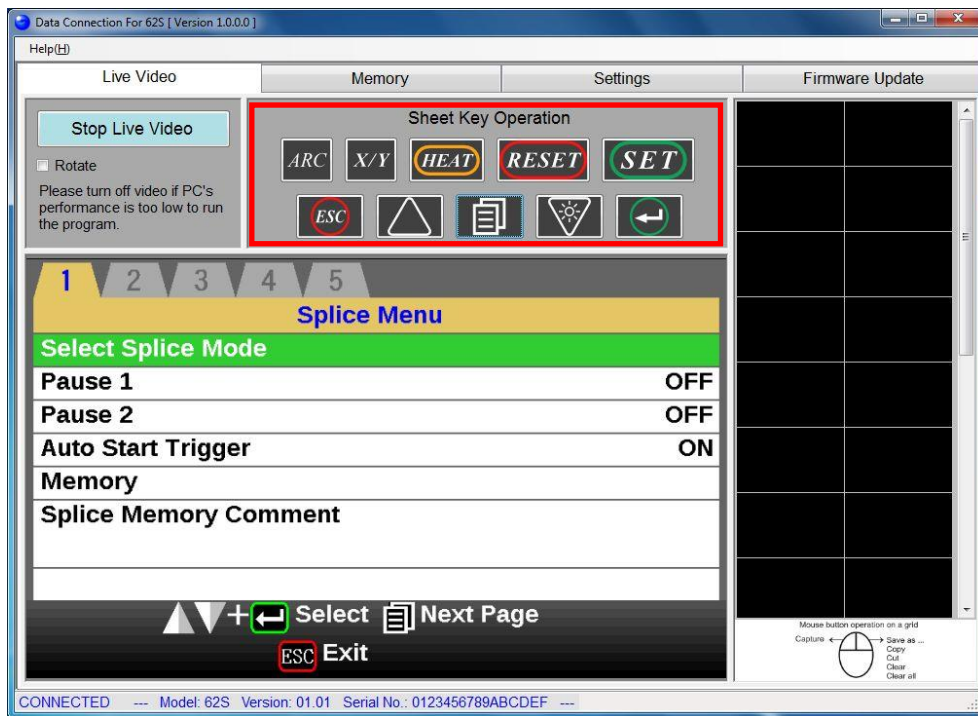 Data Connection For 62S [ Version 1.0.0.0 ]
Help(H)
Live Video Memory Settings Firmware Update
Stop Live Video
Rotate
Please turn off video if PC's
performance is too low to run
the program.
Sheet Key Operation
ARC X/Y HEAT RESET SET
ESC
1 2 3 4 5
Splice Menu
Select Splice Mode
Pause 1 OFF
Pause 2 OFF
Auto Start Trigger ON
Memory
Splice Memory Comment
+ Select Next Page
ESC Exit
Mouse button operation on a grid
Capture Save as ...
Copy
Cut
Clear
Clear all
CONNECTED --- Model: 62S Version: 01.01 Serial No.: 0123456789ABCDEF ---